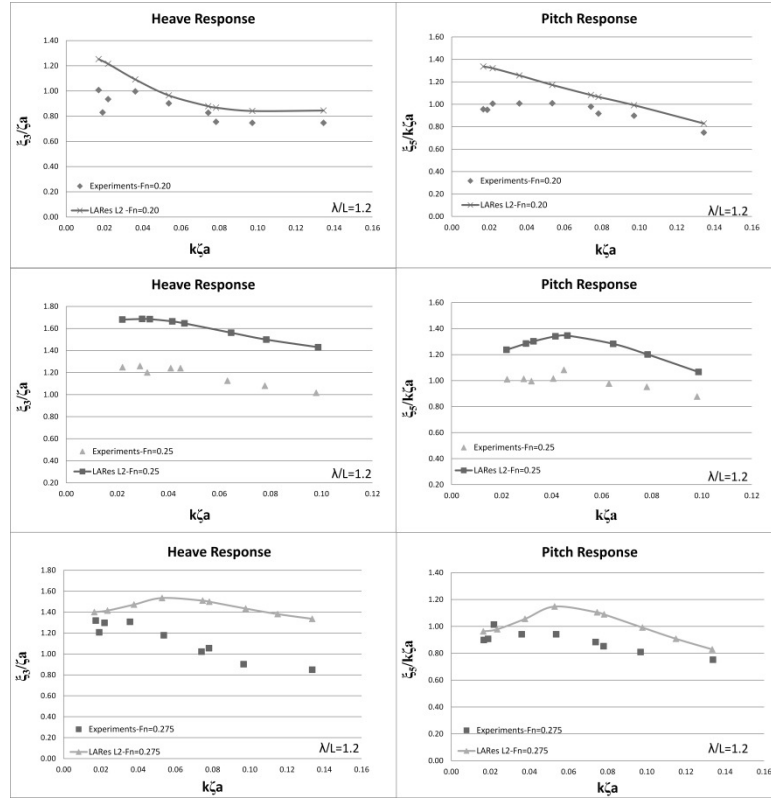 Heave Response
1.40
1.20
1.00
0.80
0.60
0.40
0.20
0.00
ξ₃/ζa
Experiments-Fn=0.20
LARes L2 -Fn=0.20
λ/L=1.2
0.00 0.02 0.04 0.06 0.08 0.10 0.12 0.14 0.16
kζa
Pitch Response
1.60
1.40
1.20
1.00
0.80
0.60
0.40
0.20
0.00
ξ₅/kζa
Experiments-Fn=0.20
LARes L2-Fn=0.20
λ/L=1.2
0.00 0.02 0.04 0.06 0.08 0.10 0.12 0.14 0.16
kζa
Heave Response
1.80
1.60
1.40
1.20
1.00
0.80
0.60
0.40
0.20
ξ₃/ζa
Experiments-Fn=0.25
LARes L2-Fn=0.25
λ/L=1.2
0.00 0.02 0.04 0.06 0.08 0.10 0.12
kζa
Pitch Response
1.60
1.40
1.20
1.00
0.80
0.60
0.40
0.20
ξ₅/kζa
Experiments-Fn=0.25
LARes L2-Fn=0.25
λ/L=1.2
0.00 0.02 0.04 0.06 0.08 0.10 0.12
kζa
Heave Response
1.80
1.60
1.40
1.20
1.00
0.80
0.60
0.40
0.20
0.00
ξ₃/ζa
Experiments-Fn=0.275
LARes L2-Fn=0.275
λ/L=1.2
0.00 0.02 0.04 0.06 0.08 0.10 0.12 0.14 0.16
kζa
Pitch Response
1.40
1.20
1.00
0.80
0.60
0.40
0.20
0.00
ξ₅/kζa
Experiments-Fn=0.275
LARes L2-Fn=0.275
λ/L=1.2
0.00 0.02 0.04 0.06 0.08 0.10 0.12 0.14 0.16
kζa